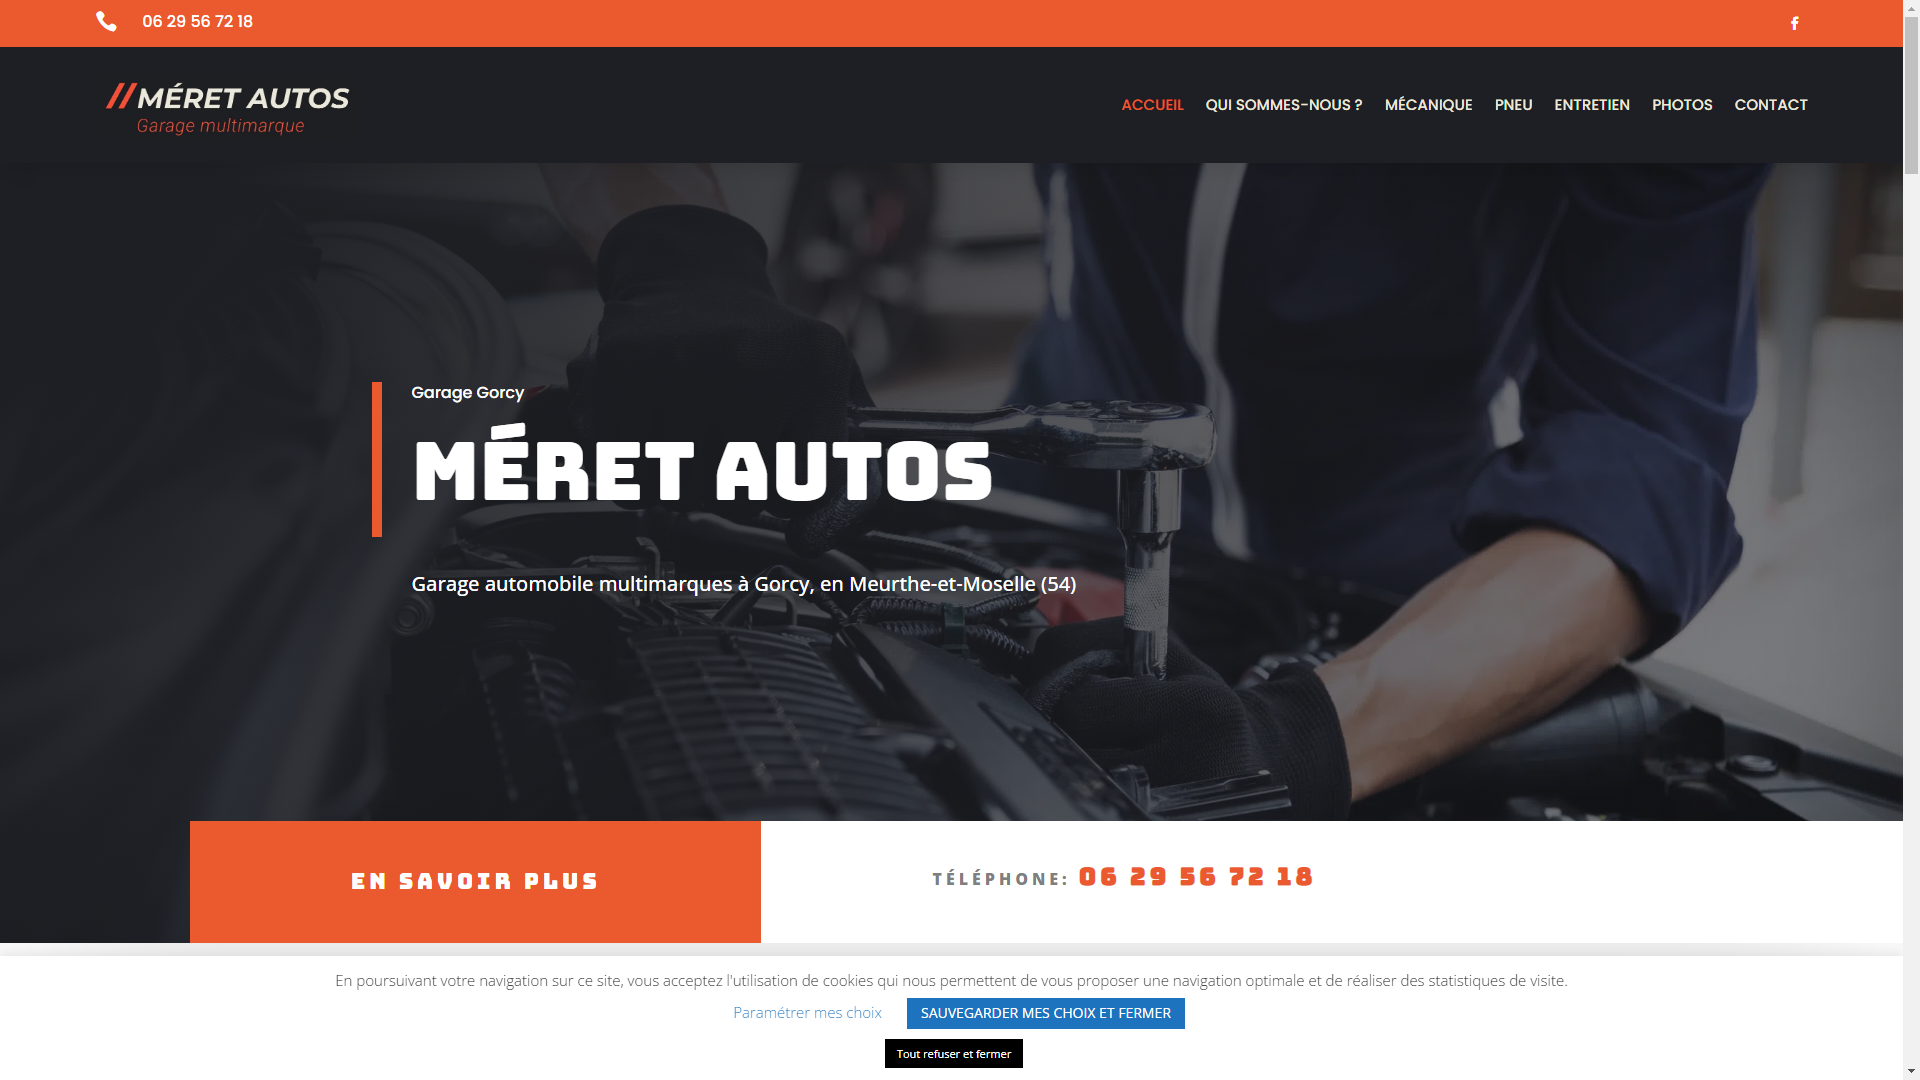 06 29 56 72 18
//MÉRET AUTOS
Garage multimarque
ACCUEIL QUI SOMMES-NOUS ? MÉCANIQUE PNEU ENTRETIEN PHOTOS CONTACT
Garage Gorcy
MÉRET AUTOS
Garage automobile multimarques à Gorcy, en Meurthe-et-Moselle (54)
EN SAVOIR PLUS
TÉLÉPHONE: 06 29 56 72 18
En poursuivant votre navigation sur ce site, vous acceptez l'utilisation de cookies qui nous permettent de vous proposer une navigation optimale et de réaliser des statistiques de visite.
Paramétrer mes choix SAUVEGARDER MES CHOIX ET FERMER
Tout refuser et fermer